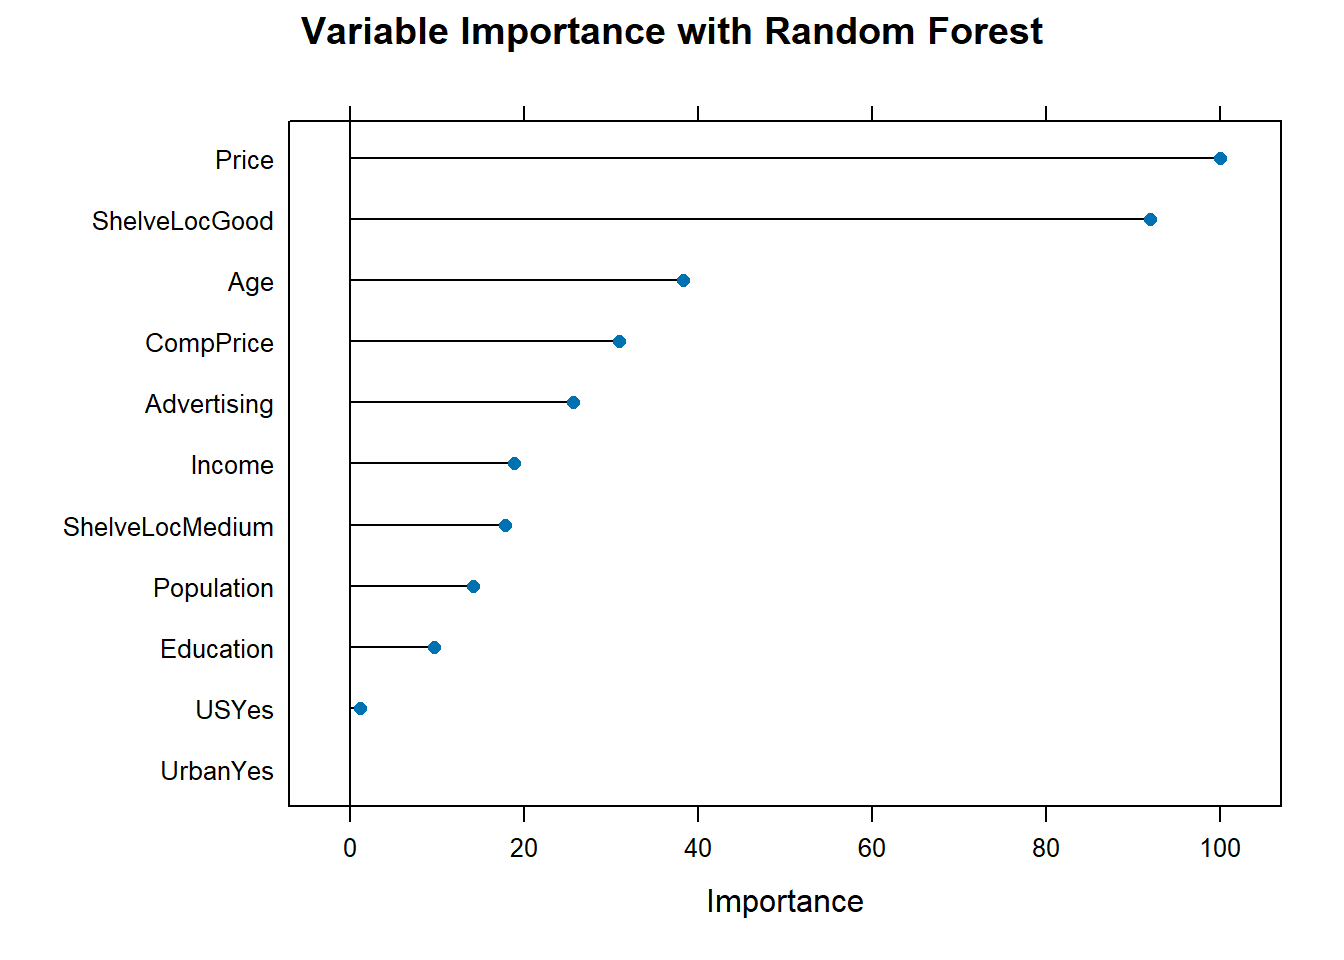 Variable Importance with Random Forest
Price
ShelveLocGood
Age
CompPrice
Advertising
Income
ShelveLocMedium
Population
Education
USYes
UrbanYes
0 20 40 60 80 100
Importance